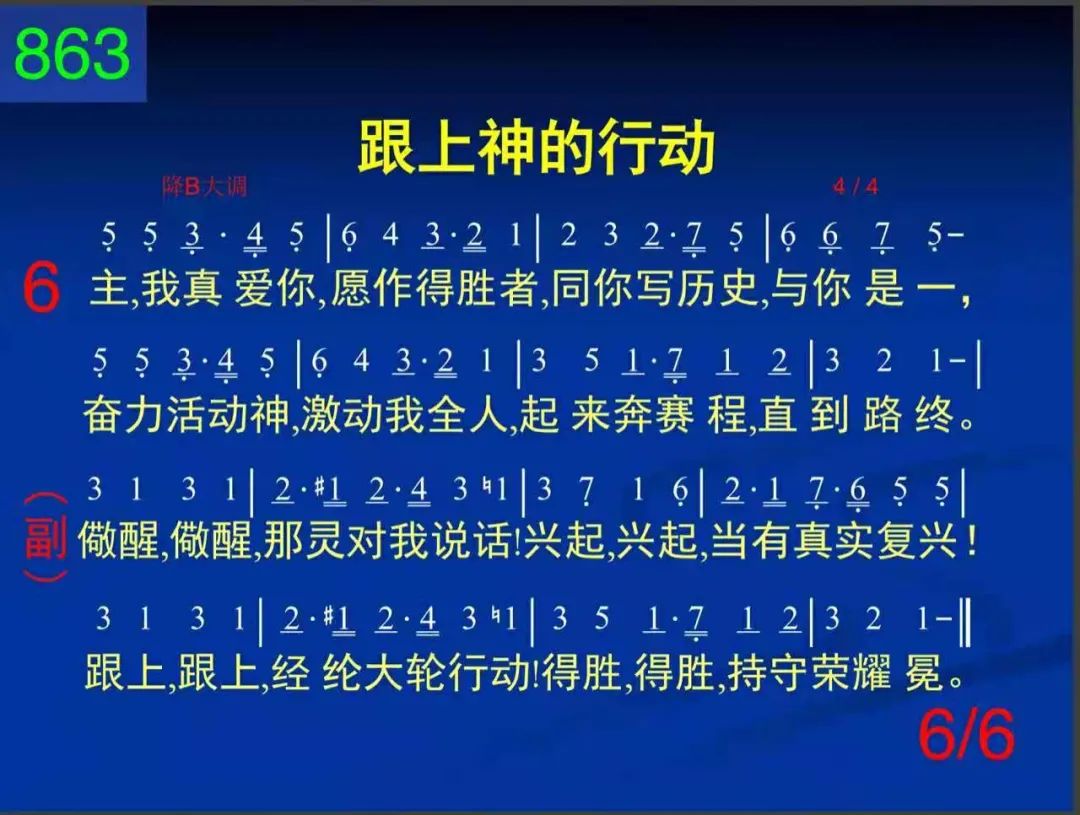 863
跟上神的行动
降B大调 4 / 4
5 5 3 · 4 5 | 6 4 3 · 2 1 | 2 3 2 · 7 5 | 6 6 7 5 –
6 主,我真 爱你,愿作得胜者,同你写历史,与你 是 一，
5 5 3 · 4 5 | 6 4 3 · 2 1 | 3 5 1 · 7 1 2 | 3 2 1 – |
奋力活动神,激动我全人,起 来奔赛 程,直 到 路 终。
3 1 3 1 | 2 · #1 2 · 4 3 ♮1 | 3 7 1 6 | 2 · 1 7 · 6 5 5 |
（副） 儆醒,儆醒,那灵对我说话!兴起,兴起,当有真实复兴！
3 1 3 1 | 2 · #1 2 · 4 3 ♮1 | 3 5 1 · 7 1 2 | 3 2 1 – ‖
跟上,跟上,经 纶大轮行动!得胜,得胜,持守荣耀 冕。
6/6